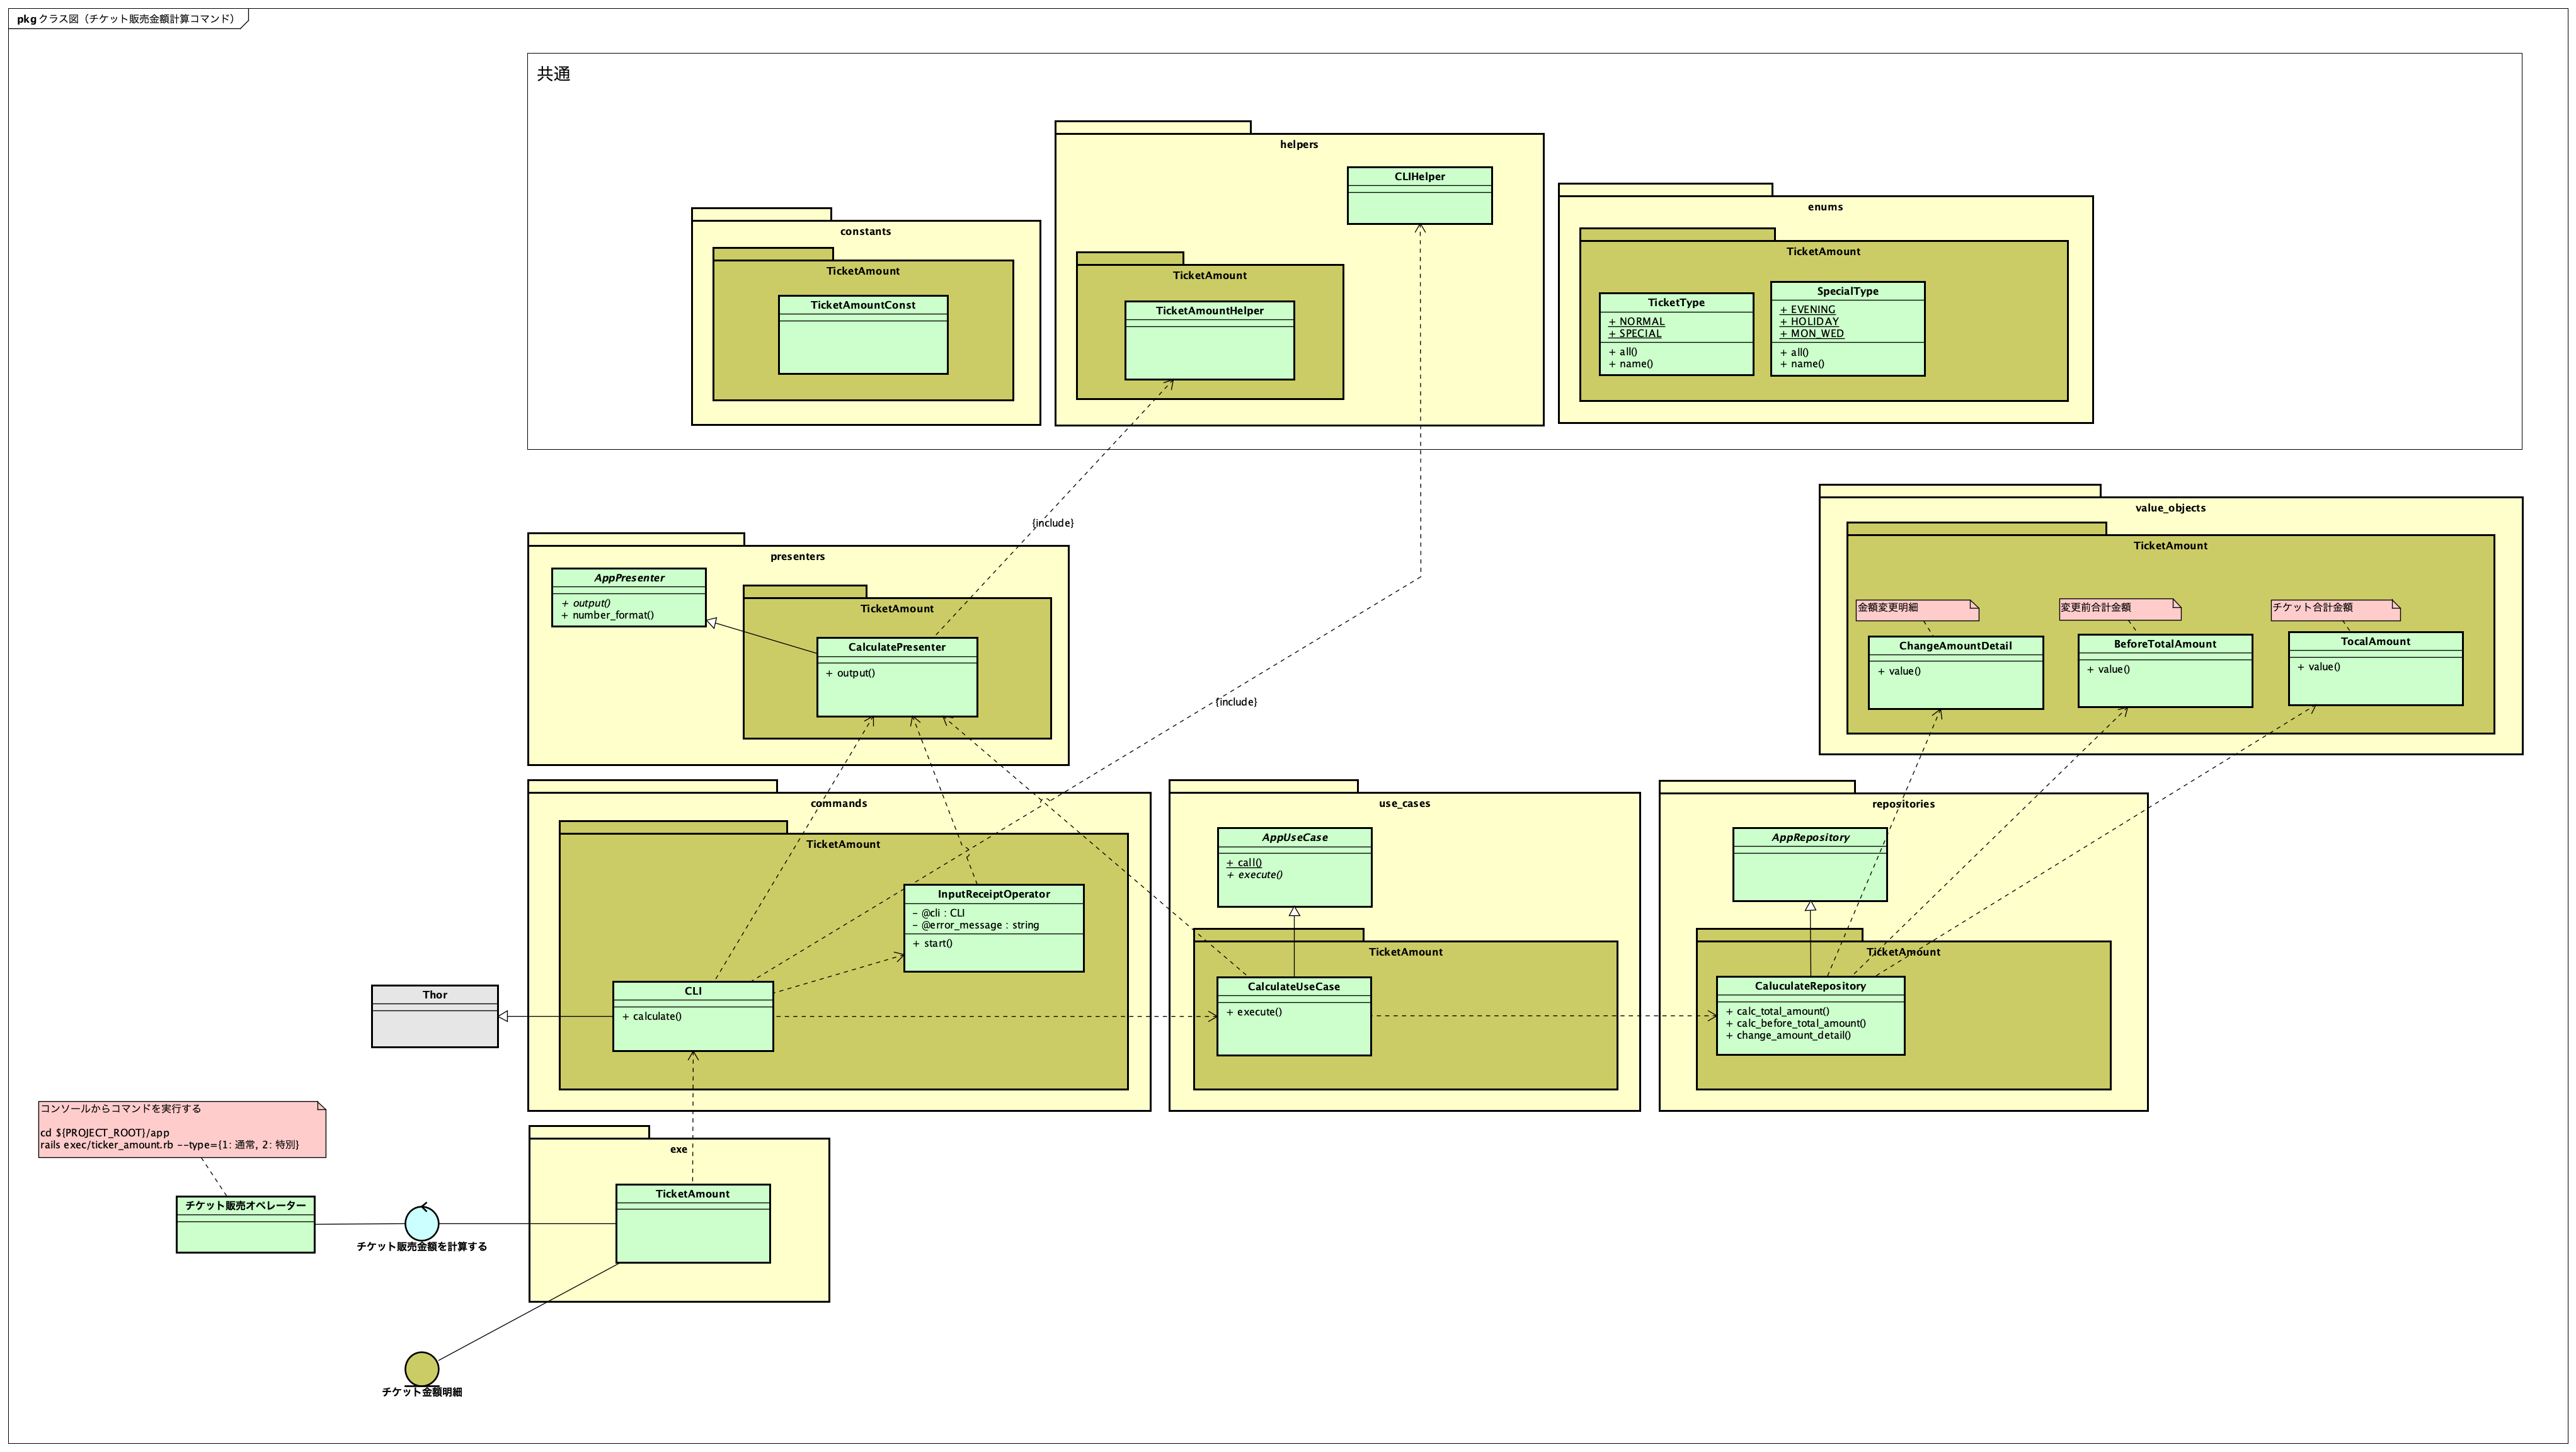 pkg クラス図（チケット販売金額計算コマンド）
共通
helpers
CLIHelper
constants
TicketAmount
TicketAmountConst
TicketAmount
TicketAmountHelper
enums
TicketAmount
TicketType
+ NORMAL
+ SPECIAL
+ all()
+ name()
SpecialType
+ EVENING
+ HOLIDAY
+ MON_WED
+ all()
+ name()
{include}
presenters
AppPresenter
+ output()
+ number_format()
TicketAmount
CalculatePresenter
+ output()
{include}
value_objects
TicketAmount
金額変更明細
変更前合計金額
チケット合計金額
ChangeAmountDetail
+ value()
BeforeTotalAmount
+ value()
TocalAmount
+ value()
commands
TicketAmount
InputReceiptOperator
- @cli : CLI
- @error_message : string
+ start()
CLI
+ calculate()
Thor
use_cases
AppUseCase
+ call()
+ execute()
TicketAmount
CalculateUseCase
+ execute()
repositories
AppRepository
TicketAmount
CaluculateRepository
+ calc_total_amount()
+ calc_before_total_amount()
+ change_amount_detail()
コンソールからコマンドを実行する
cd ${PROJECT_ROOT}/app
rails exec/ticker_amount.rb --type={1: 通常, 2: 特別}
exe
TicketAmount
チケット販売オペレーター
チケット販売金額を計算する
チケット金額明細